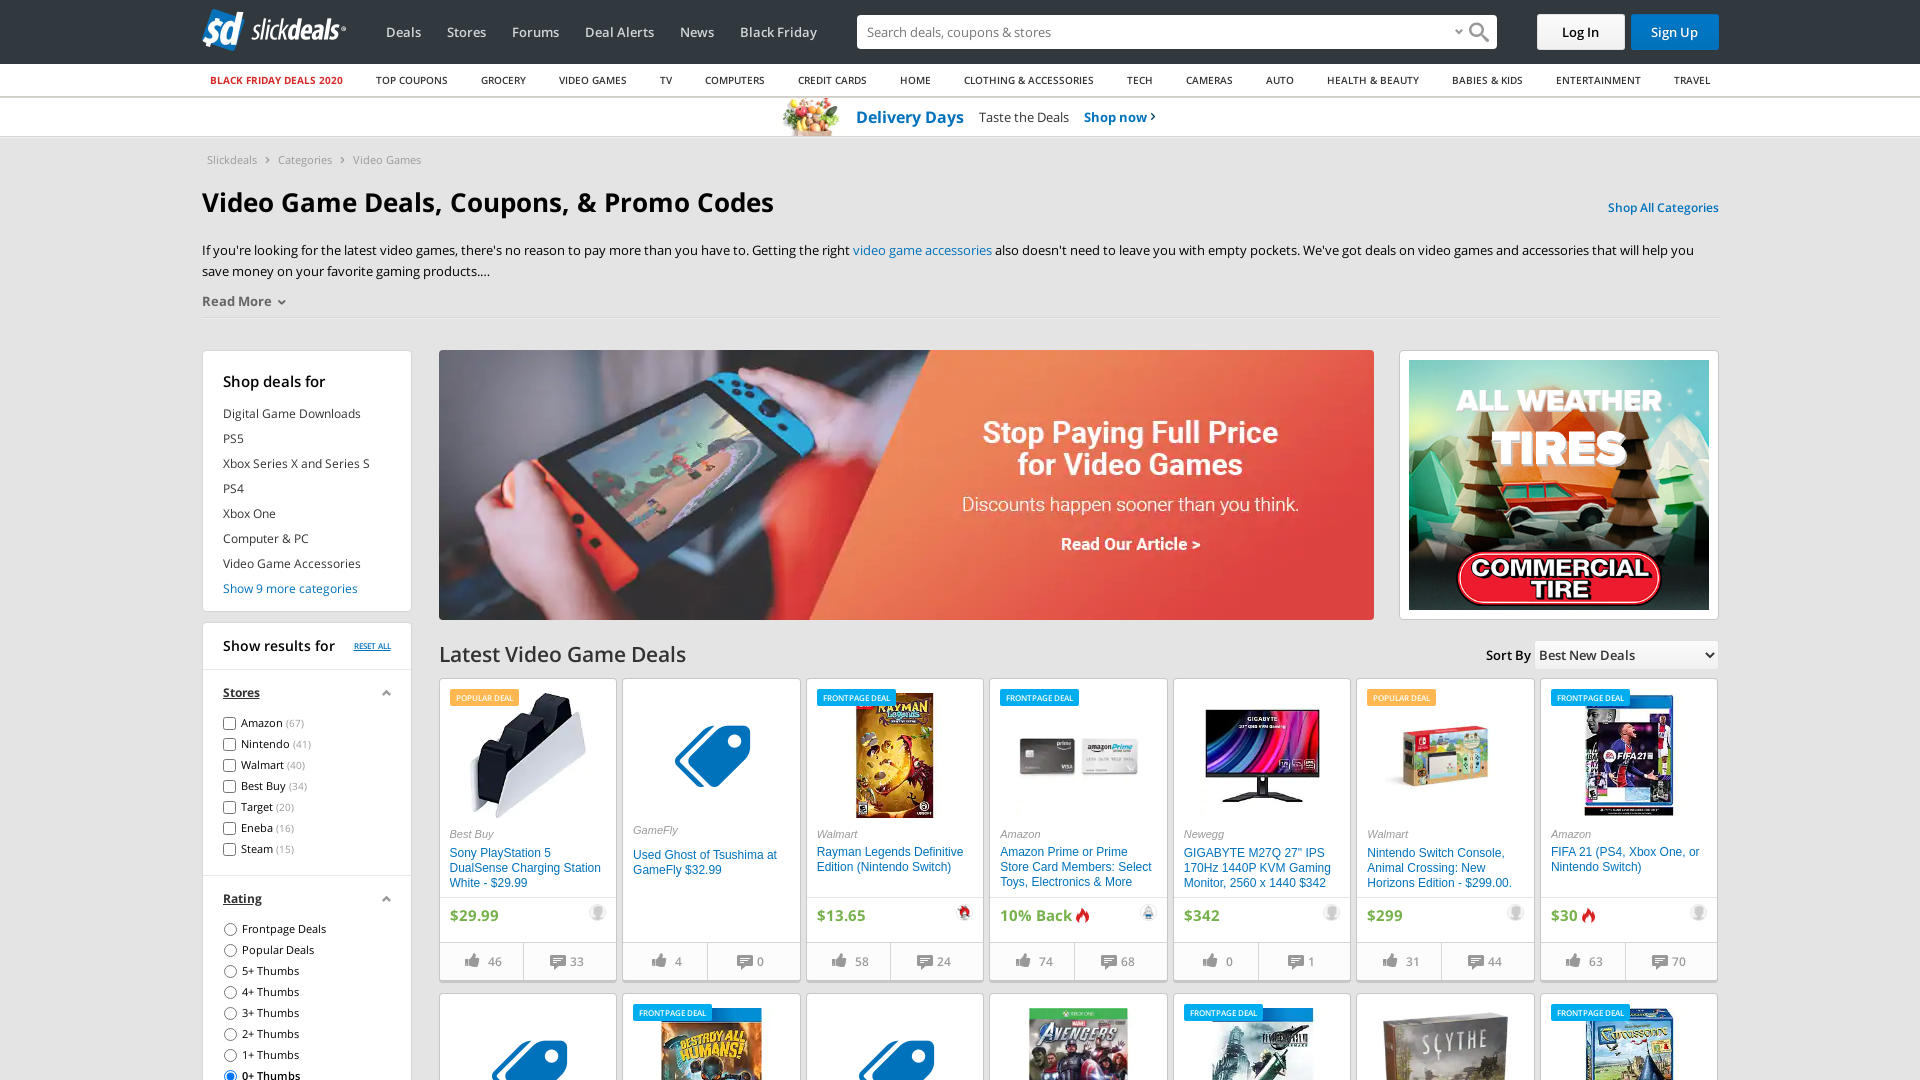 slickdeals
Deals
Stores
Forums
Deal Alerts
News
Black Friday
Search deals, coupons & stores
Log In
Sign Up
BLACK FRIDAY DEALS 2020
TOP COUPONS
GROCERY
VIDEO GAMES
TV
COMPUTERS
CREDIT CARDS
HOME
CLOTHING & ACCESSORIES
TECH
CAMERAS
AUTO
HEALTH & BEAUTY
BABIES & KIDS
ENTERTAINMENT
TRAVEL
Delivery Days Taste the Deals Shop now
Slickdeals > Categories > Video Games
Video Game Deals, Coupons, & Promo Codes
Shop All Categories
If you're looking for the latest video games, there's no reason to pay more than you have to. Getting the right video game accessories also doesn't need to leave you with empty pockets. We've got deals on video games and accessories that will help you
save money on your favorite gaming products....
Read More
Shop deals for
Digital Game Downloads
PS5
Xbox Series X and Series S
PS4
Xbox One
Computer & PC
Video Game Accessories
Show 9 more categories
Show results for RESET ALL
Stores
Amazon (67)
Nintendo (41)
Walmart (40)
Best Buy (34)
Target (20)
Eneba (16)
Steam (15)
Rating
Frontpage Deals
Popular Deals
5+ Thumbs
4+ Thumbs
3+ Thumbs
2+ Thumbs
1+ Thumbs
0+ Thumbs
Stop Paying Full Price
for Video Games
Discounts happen sooner than you think.
Read Our Article >
ALL WEATHER
TIRES
COMMERCIAL
TIRE
Latest Video Game Deals
Sort By Best New Deals
POPULAR DEAL
Best Buy
Sony PlayStation 5
DualSense Charging Station
White - $29.99
$29.99
46
33
GameFly
Used Ghost of Tsushima at
GameFly $32.99
4
0
FRONTPAGE DEAL
RAYMAN
Legends
Walmart
Rayman Legends Definitive
Edition (Nintendo Switch)
$13.65
58
24
FRONTPAGE DEAL
prime
VISA
amazonPrime
Amazon
Amazon Prime or Prime
Store Card Members: Select
Toys, Electronics & More
10% Back
74
68
GIGABYTE
Newegg
GIGABYTE M27Q 27" IPS
170Hz 1440P KVM Gaming
Monitor, 2560 x 1440 $342
$342
0
1
POPULAR DEAL
Walmart
Nintendo Switch Console,
Animal Crossing: New
Horizons Edition - $299.00.
$299
31
44
FRONTPAGE DEAL
FIFA 21
Amazon
FIFA 21 (PS4, Xbox One, or
Nintendo Switch)
$30
63
70
FRONTPAGE DEAL
DESTROY ALL
HUMANS!
XBOX ONE
MARVEL
AVENGERS
FRONTPAGE DEAL
SCYTHE
FRONTPAGE DEAL
Carcassonne